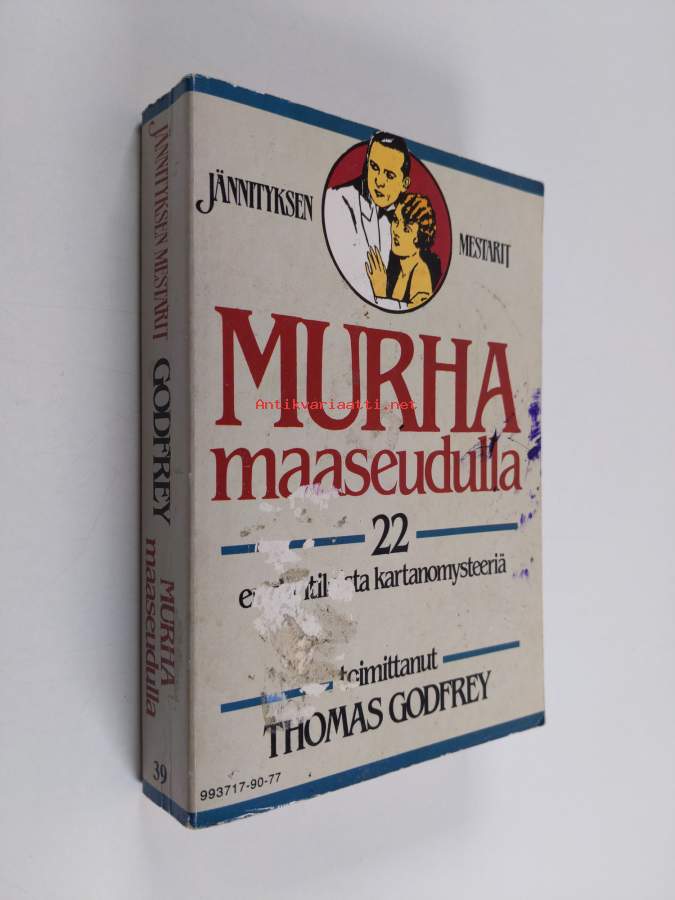 JÄNNITYKSEN
MESTARIT
MURHA
Antikvariaatti.net
maaseudulla
22
kartanomysteeriä
toimittanut
THOMAS GODFREY
993717-90-77
JÄNNITYKSEN MESTARIT
GODFREY
MURHA
maaseudulla
39